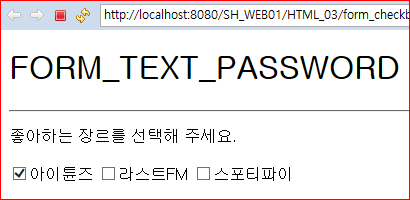 http://localhost:8080/SH_WEB01/HTML_03/form_checkb
FORM_TEXT_PASSWORD
좋아하는 장르를 선택해 주세요.
아이튠즈 라스트FM 스포티파이